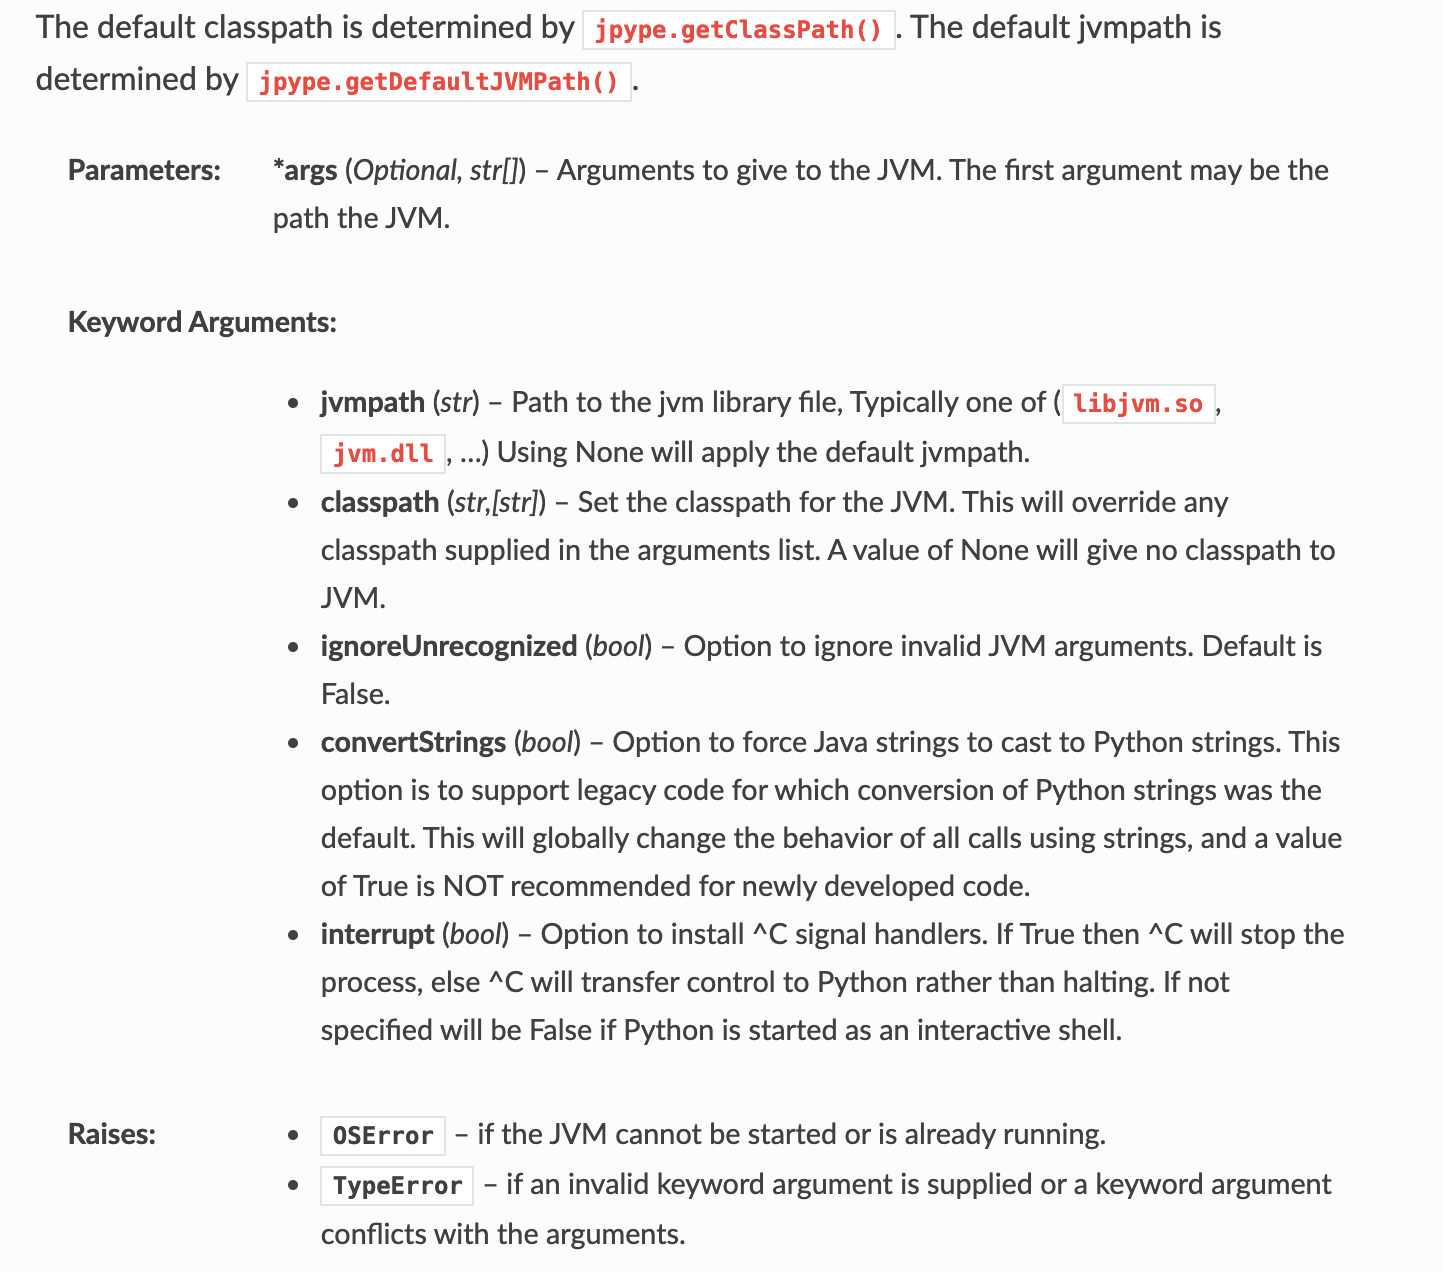 The default classpath is determined by jpype.getClassPath() . The default jvmpath is
determined by jpype.getDefaultJVMPath() .
Parameters: *args (Optional, str[]) – Arguments to give to the JVM. The first argument may be the
path the JVM.
Keyword Arguments:
• jvmpath (str) – Path to the jvm library file, Typically one of ( libjvm.so ,
jvm.dll , …) Using None will apply the default jvmpath.
• classpath (str,[str]) – Set the classpath for the JVM. This will override any
classpath supplied in the arguments list. A value of None will give no classpath to
JVM.
• ignoreUnrecognized (bool) – Option to ignore invalid JVM arguments. Default is
False.
• convertStrings (bool) – Option to force Java strings to cast to Python strings. This
option is to support legacy code for which conversion of Python strings was the
default. This will globally change the behavior of all calls using strings, and a value
of True is NOT recommended for newly developed code.
• interrupt (bool) – Option to install ^C signal handlers. If True then ^C will stop the
process, else ^C will transfer control to Python rather than halting. If not
specified will be False if Python is started as an interactive shell.
Raises: • OSError – if the JVM cannot be started or is already running.
• TypeError – if an invalid keyword argument is supplied or a keyword argument
conflicts with the arguments.